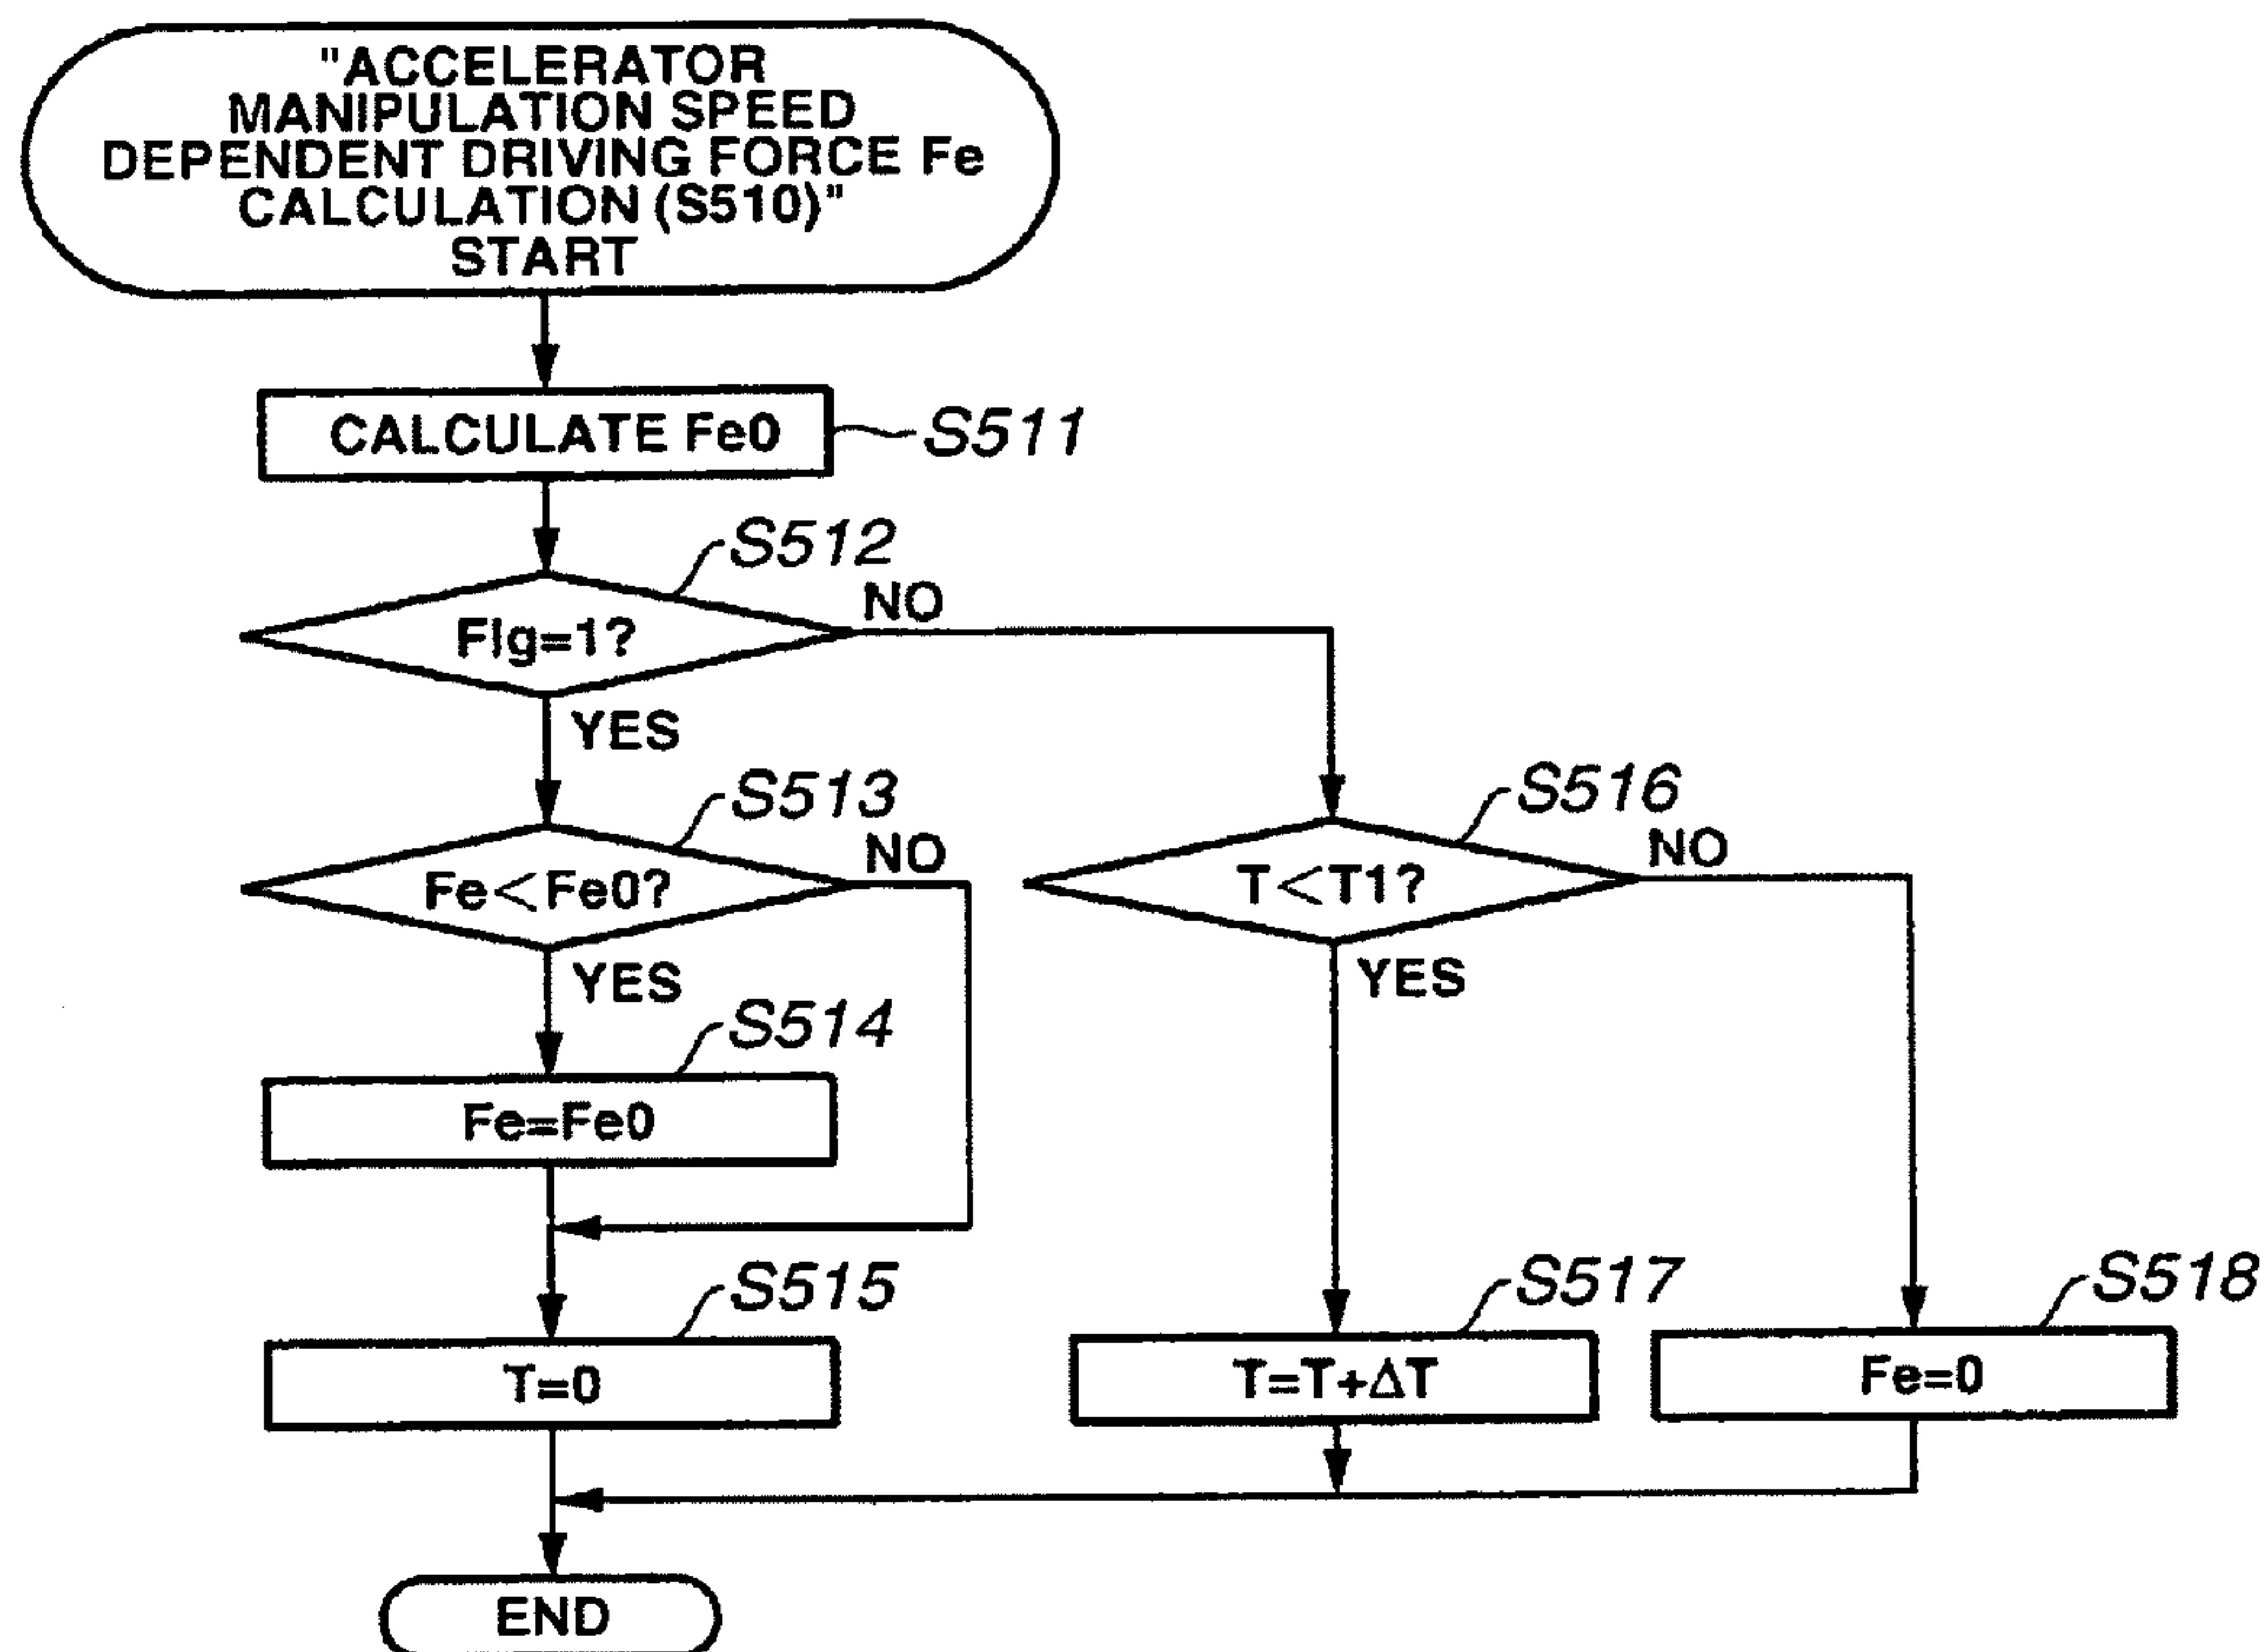 "ACCELERATOR
MANIPULATION SPEED
DEPENDENT DRIVING FORCE Fe
CALCULATION (S510)"
START
CALCULATE Fe0
S511
S512
Flg=1?
NO
YES
S513
Fe<Fe0?
NO
YES
S514
Fe=Fe0
S515
T=0
S516
T<T1?
NO
YES
S517
T=T+ΔT
S518
Fe=0
END